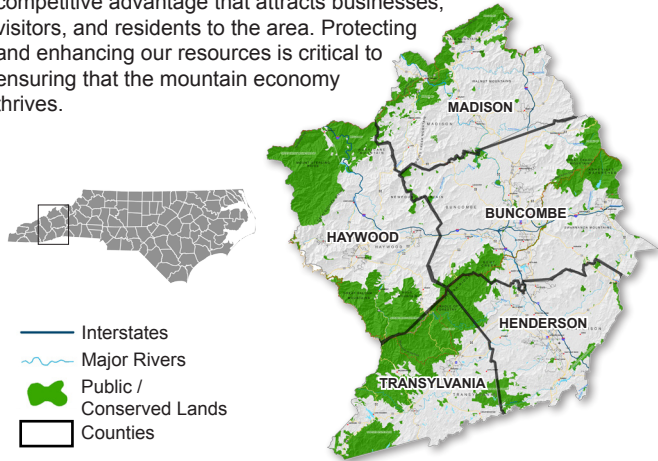 competitive advantage that attracts businesses,
visitors, and residents to the area. Protecting
and enhancing our resources is critical to
ensuring that the mountain economy
thrives.
MADISON
BUNCOMBE
HAYWOOD
HENDERSON
TRANSYLVANIA
Interstates
Major Rivers
Public /
Conserved Lands
Counties